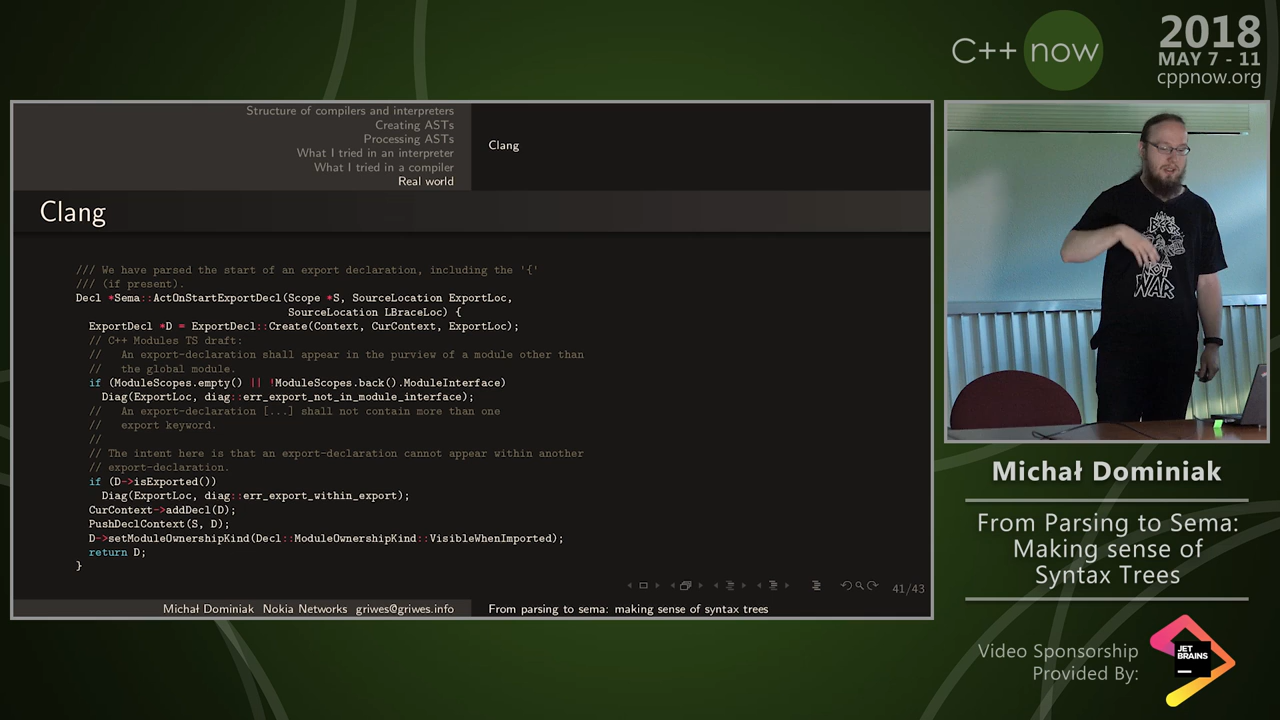 C++ now
2018
MAY 7 - 11
cppnow.org
Structure of compilers and interpreters
Creating ASTs
Processing ASTs
What I tried in an interpreter
What I tried in a compiler
Real world
Clang
Clang
/// We have parsed the start of an export declaration, including the '{'
/// (if present).
Decl *Sema::ActOnStartExportDecl(Scope *S, SourceLocation ExportLoc,
SourceLocation LBraceLoc) {
ExportDecl *D = ExportDecl::Create(Context, CurContext, ExportLoc);
// C++ Modules TS draft:
// An export-declaration shall appear in the purview of a module other than
// the global module.
if (ModuleScopes.empty() || !ModuleScopes.back().ModuleInterface)
Diag(ExportLoc, diag::err_export_not_in_module_interface);
// An export-declaration [...] shall not contain more than one
// export keyword.
//
// The intent here is that an export-declaration cannot appear within another
// export-declaration.
if (D->isExported())
Diag(ExportLoc, diag::err_export_within_export);
CurContext->addDecl(D);
PushDeclContext(S, D);
D->setModuleOwnershipKind(Decl::ModuleOwnershipKind::VisibleWhenImported);
return D;
}
41/43
Michał Dominiak Nokia Networks griwes@griwes.info
From parsing to sema: making sense of syntax trees
NOT
WAR
Michał Dominiak
From Parsing to Sema:
Making sense of
Syntax Trees
Video Sponsorship
Provided By:
JET
BRAINS